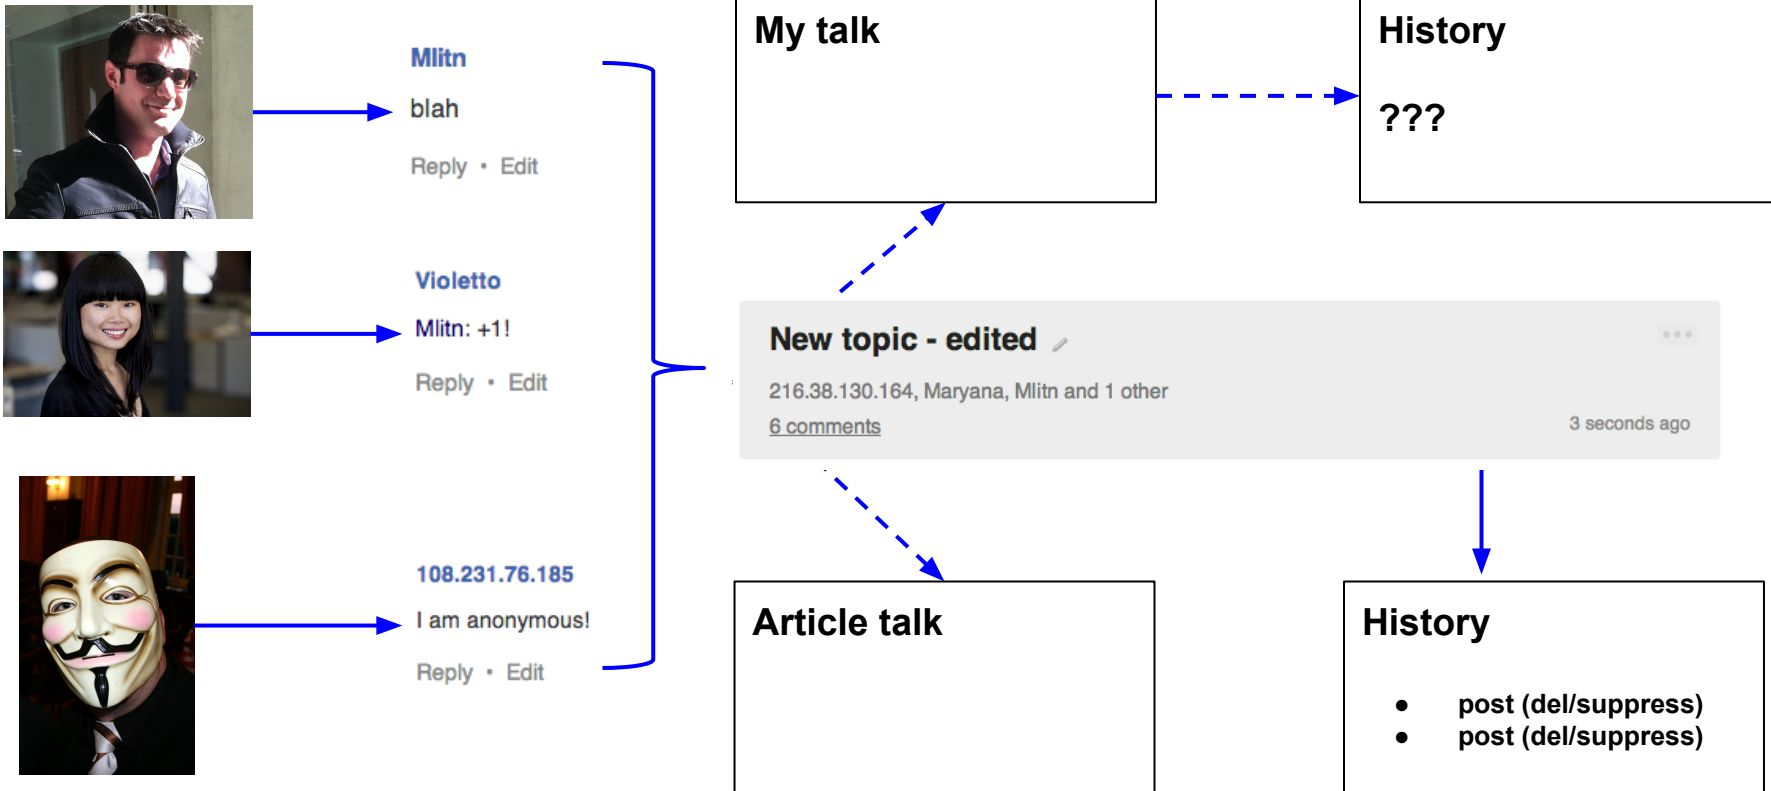 Mlitn
blah
Reply • Edit
Violetto
Mlitn: +1!
Reply • Edit
108.231.76.185
I am anonymous!
Reply • Edit
My talk
History
???
New topic - edited
216.38.130.164, Maryana, Mlitn and 1 other
6 comments
3 seconds ago
Article talk
History
● post (del/suppress)
● post (del/suppress)